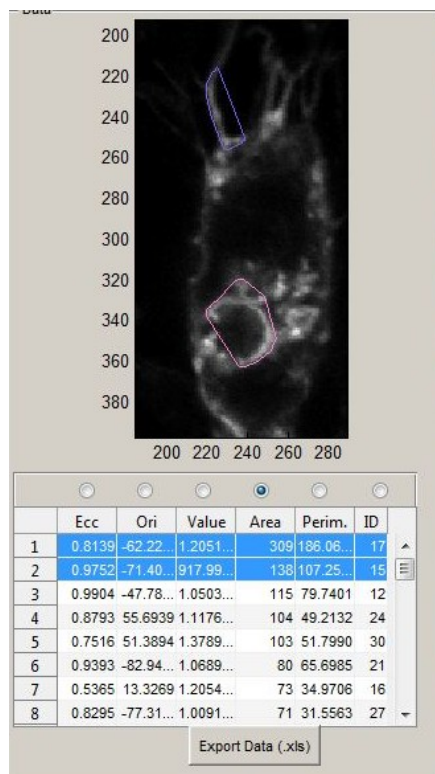 Data
200
220
240
260
280
300
320
340
360
380
200 220 240 260 280
Ecc Ori Value Area Perim. ID
1 0.8139 -62.22... 1.2051... 309 186.06... 17
2 0.9752 -71.40... 917.99... 138 107.25... 15
3 0.9904 -47.78... 1.0503... 115 79.7401 12
4 0.8793 55.6939 1.1176... 104 49.2132 24
5 0.7516 51.3894 1.3789... 103 51.7990 30
6 0.9393 -82.94... 1.0689... 80 65.6985 21
7 0.5365 13.3269 1.2054... 73 34.9706 16
8 0.8295 -77.31... 1.0091... 71 31.5563 27
Export Data (.xls)